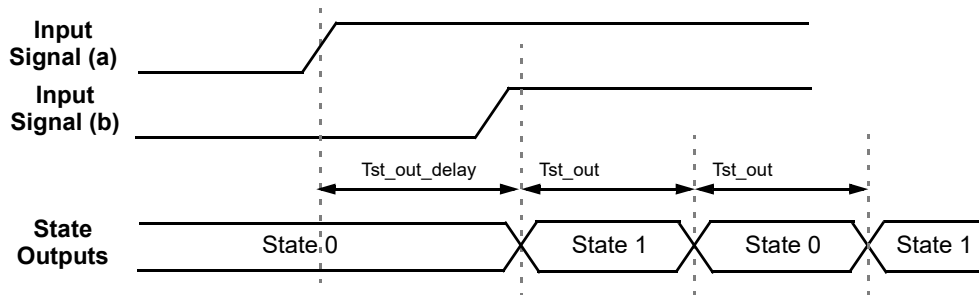 Input
Signal (a)
Input
Signal (b)
Tst_out_delay
Tst_out
Tst_out
State
Outputs
State 0
State 1
State 0
State 1